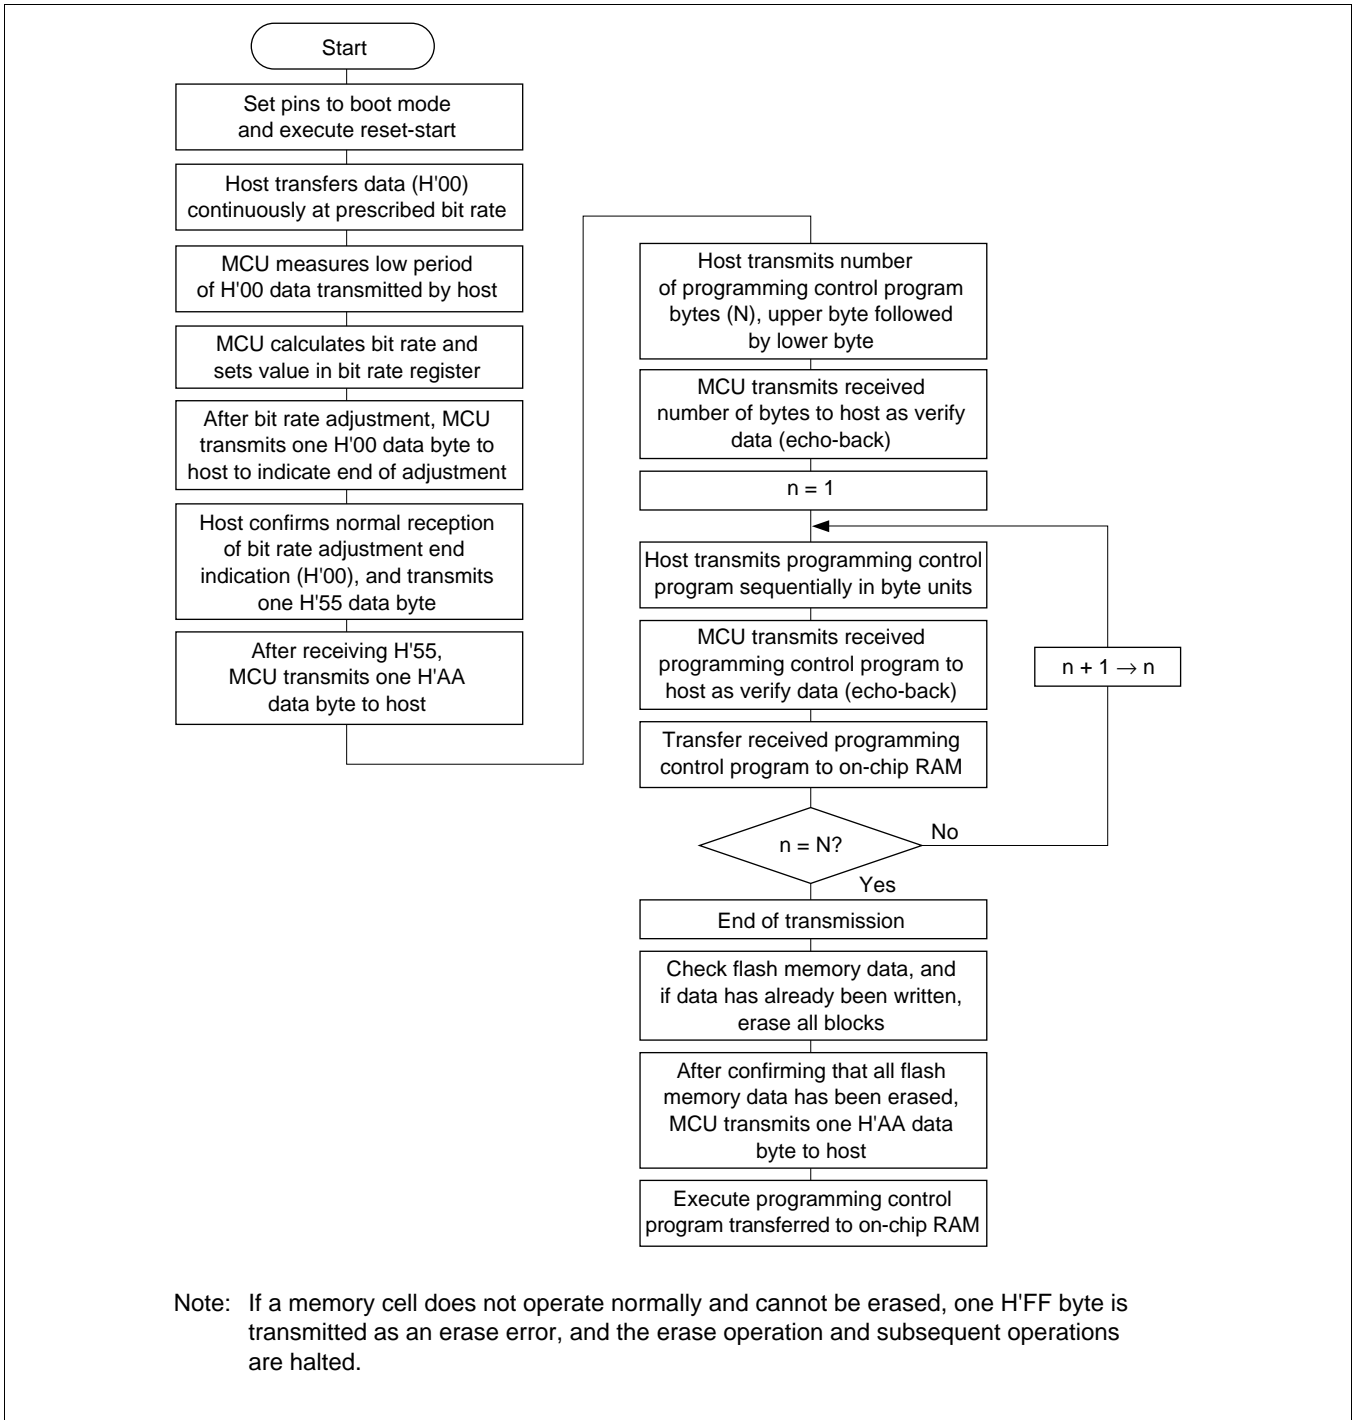 Start
Set pins to boot mode
and execute reset-start
Host transfers data (H'00)
continuously at prescribed bit rate
MCU measures low period
of H'00 data transmitted by host
MCU calculates bit rate and
sets value in bit rate register
After bit rate adjustment, MCU
transmits one H'00 data byte to
host to indicate end of adjustment
Host confirms normal reception
of bit rate adjustment end
indication (H'00), and transmits
one H'55 data byte
After receiving H'55,
MCU transmits one H'AA
data byte to host
Host transmits number
of programming control program
bytes (N), upper byte followed
by lower byte
MCU transmits received
number of bytes to host as verify
data (echo-back)
n = 1
Host transmits programming control
program sequentially in byte units
MCU transmits received
programming control program to
host as verify data (echo-back)
n + 1 → n
Transfer received programming
control program to on-chip RAM
n = N?
No
Yes
End of transmission
Check flash memory data, and
if data has already been written,
erase all blocks
After confirming that all flash
memory data has been erased,
MCU transmits one H'AA data
byte to host
Execute programming control
program transferred to on-chip RAM
Note: If a memory cell does not operate normally and cannot be erased, one H'FF byte is
transmitted as an erase error, and the erase operation and subsequent operations
are halted.